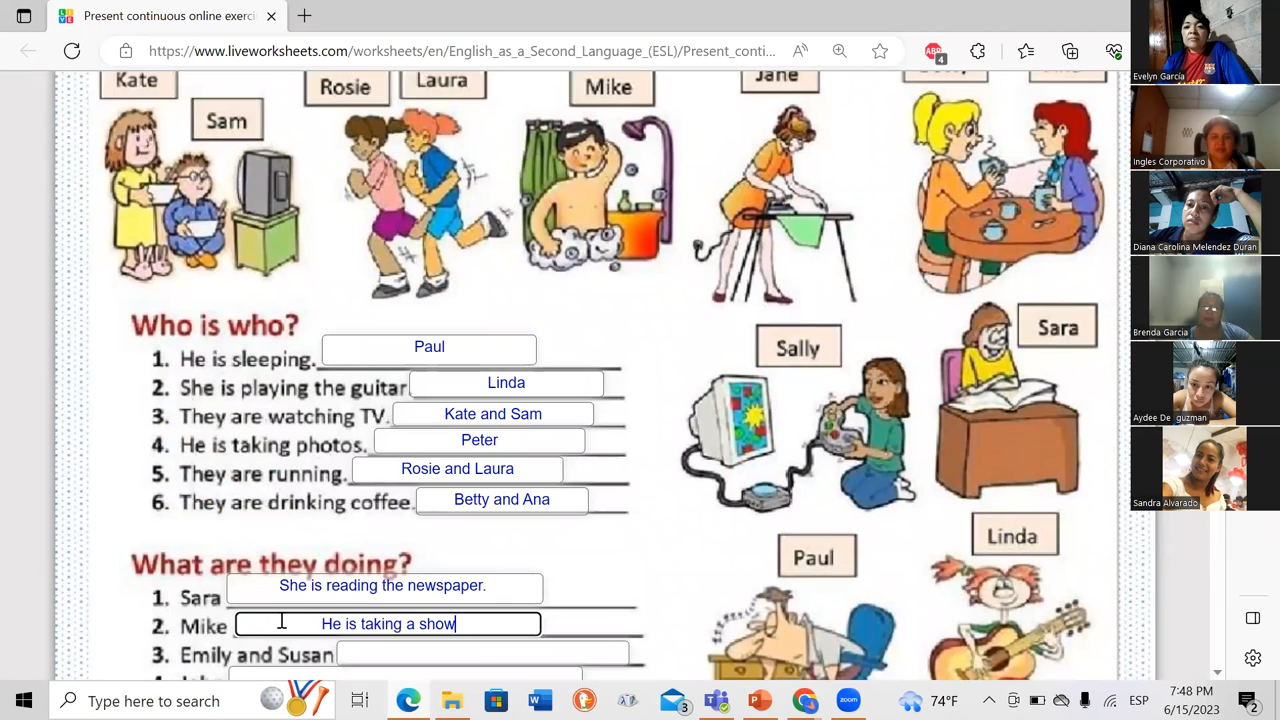 Present continuous online exerci
https://www.liveworksheets.com/worksheets/en/English_as_a_Second_Language_(ESL)/Present_conti...
4
Kate
Sam
Rosie
Laura
Mike
Jane
Who is who?
1. He is sleeping. Paul
2. She is playing the guitar Linda
3. They are watching TV. Kate and Sam
4. He is taking photos. Peter
5. They are running. Rosie and Laura
6. They are drinking coffee. Betty and Ana
What are they doing?
1. Sara She is reading the newspaper.
2. Mike He is taking a show
3. Emily and Susan
Sally
Sara
Paul
Linda
Evelyn García
Ingles Corporativo
Diana Carolina Melendez Duran
Brenda Garcia
Aydee De guzman
Sandra Alvarado
Type here to search
3
zoom
74°F
ESP
7:48 PM
6/15/2023
2